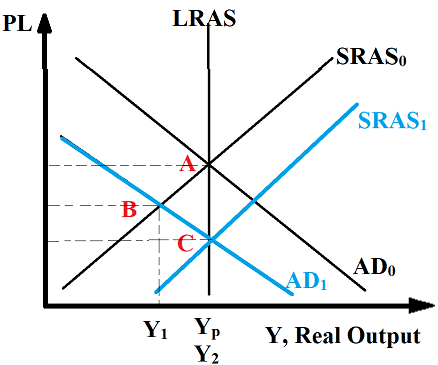 PL
LRAS
SRAS₀
SRAS₁
A
B
C
AD₁
AD₀
Y₁
Yₚ
Y₂
Y, Real Output